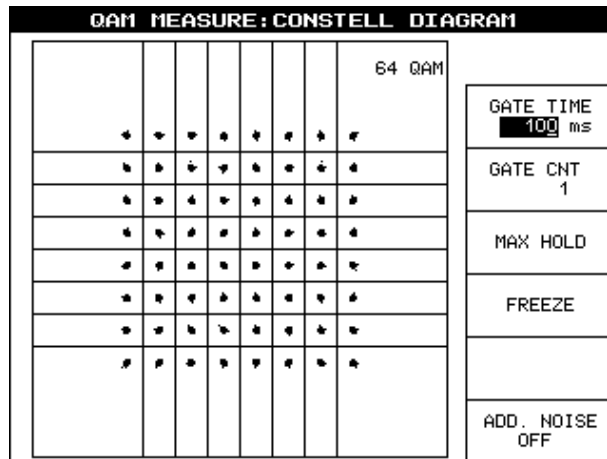 QAM MEASURE:CONSTELL DIAGRAM
64 QAM
GATE TIME
100 ms
GATE CNT
1
MAX HOLD
FREEZE
ADD. NOISE
OFF